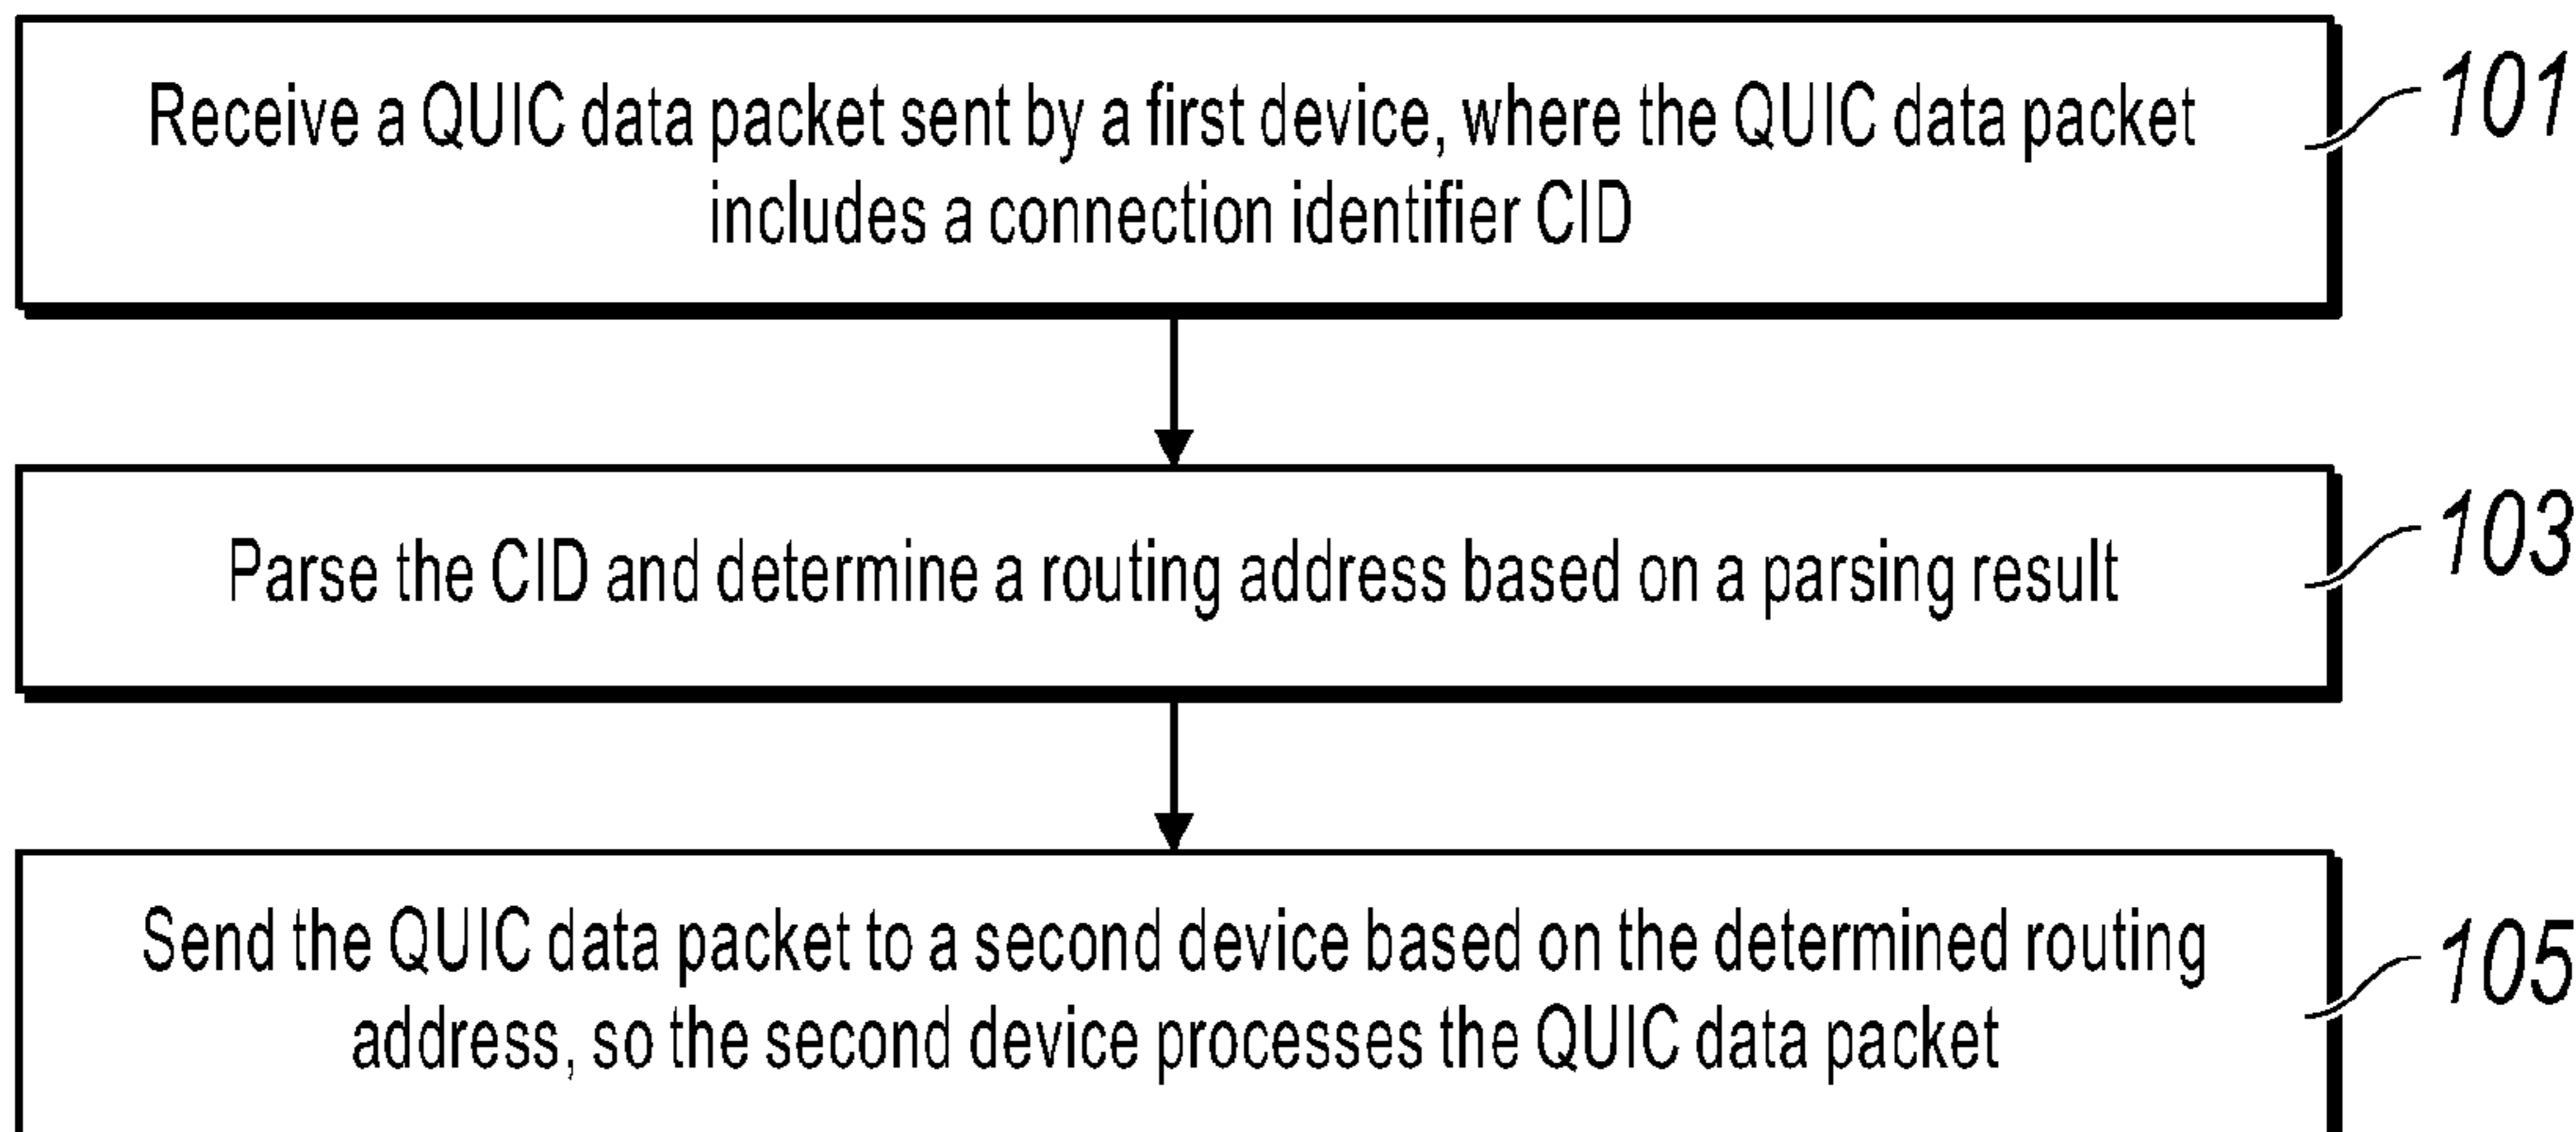 Receive a QUIC data packet sent by a first device, where the QUIC data packet
includes a connection identifier CID
101
Parse the CID and determine a routing address based on a parsing result
103
Send the QUIC data packet to a second device based on the determined routing
address, so the second device processes the QUIC data packet
105